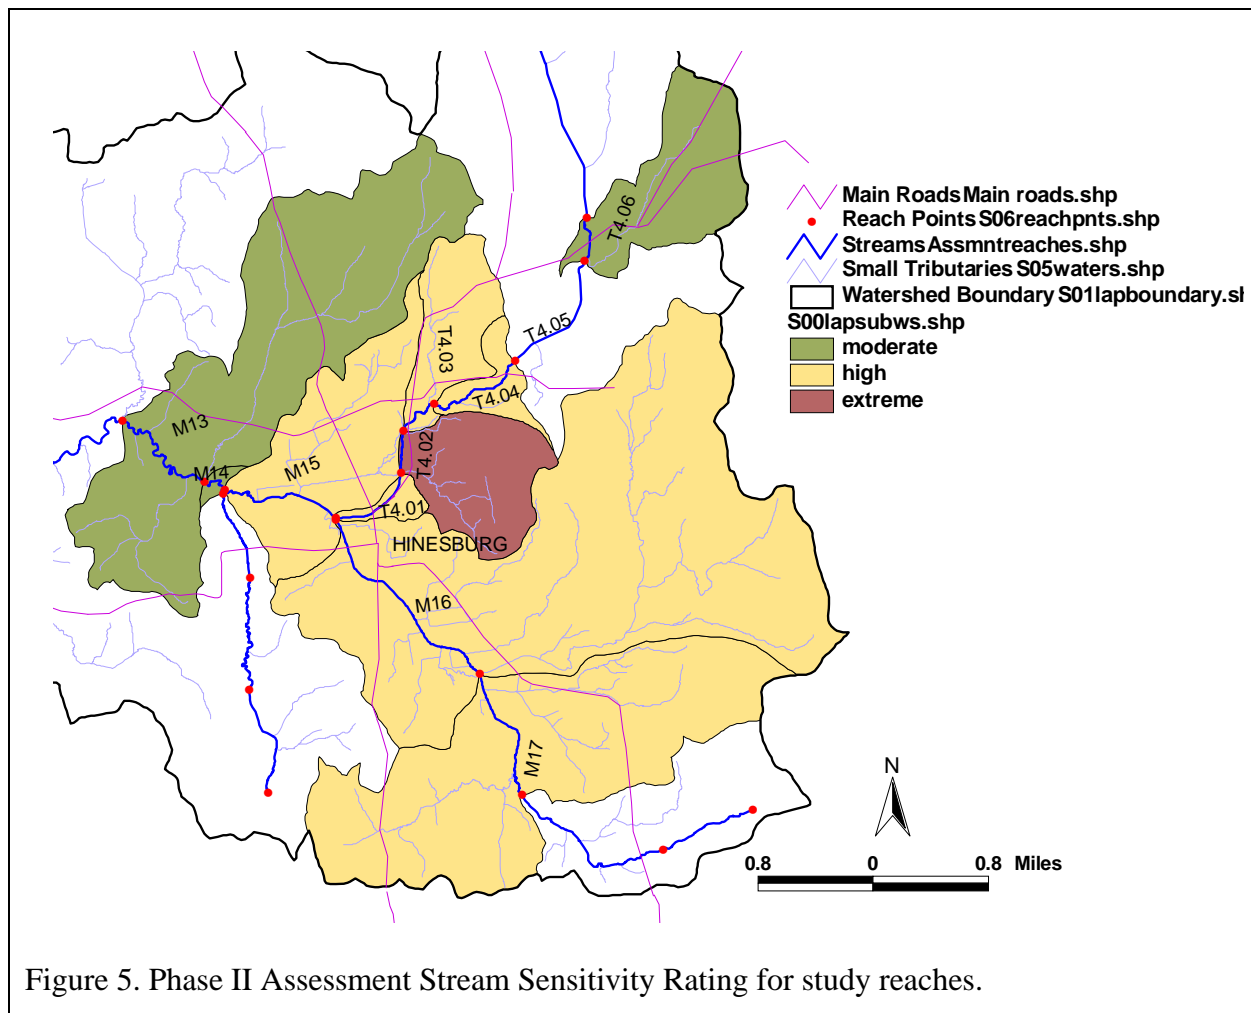 Main Roads Main roads.shp
Reach Points S06reachpnts.shp
Streams Assmntreaches.shp
Small Tributaries S05waters.shp
Watershed Boundary S01lapboundary.sh
S00lapsubws.shp
moderate
high
extreme
T4.06
T4.05
T4.03
T4.04
M13
T4.02
M14
M15
T4.01
HINESBURG
M16
M17
N
0.8 0 0.8 Miles
Figure 5. Phase II Assessment Stream Sensitivity Rating for study reaches.